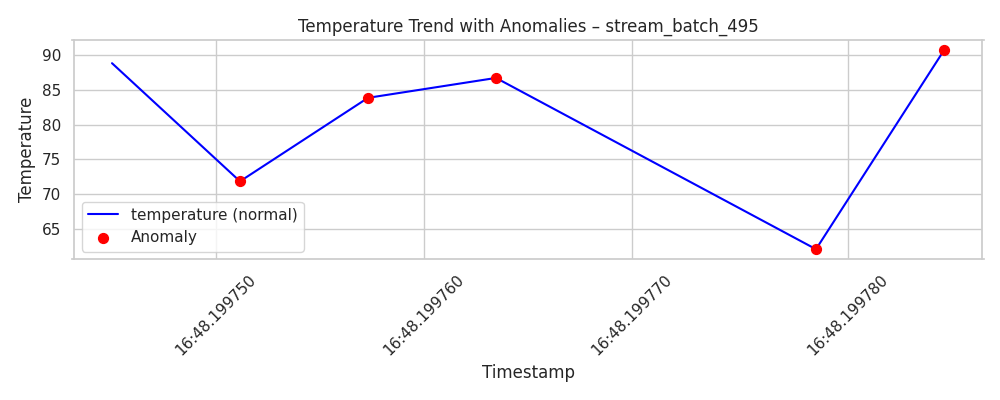 Temperature Trend with Anomalies – stream_batch_495
90
85
80
75
70
65
Temperature
temperature (normal)
Anomaly
16:48.199750
16:48.199760
16:48.199770
16:48.199780
Timestamp